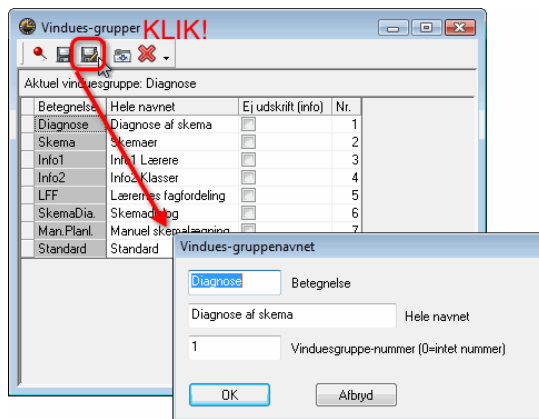 Vindues-grupper KLIK!
Aktuel vinduesgruppe: Diagnose
Betegnelse Hele navnet Ej udskrift (info) Nr.
Diagnose Diagnose af skema 1
Skema Skemaer 2
Info1 Info1 Lærere 3
Info2 Info2 Klasser 4
LFF Lærernes fagfordeling 5
SkemaDia. Skemadialog 6
Man.Planl. Manuel skemalægning 7
Standard Standard
Vindues-gruppenavnet
Diagnose Betegnelse
Diagnose af skema Hele navnet
1 Vinduesgruppe-nummer (0=intet nummer)
OK Afbryd